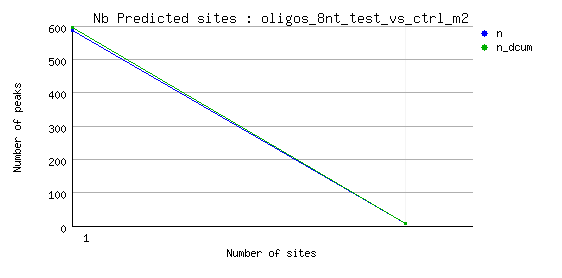 Nb Predicted sites : oligos_8nt_test_vs_ctrl_m2
n
n_dcum
600
500
400
300
200
100
0
1
Number of peaks
Number of sites